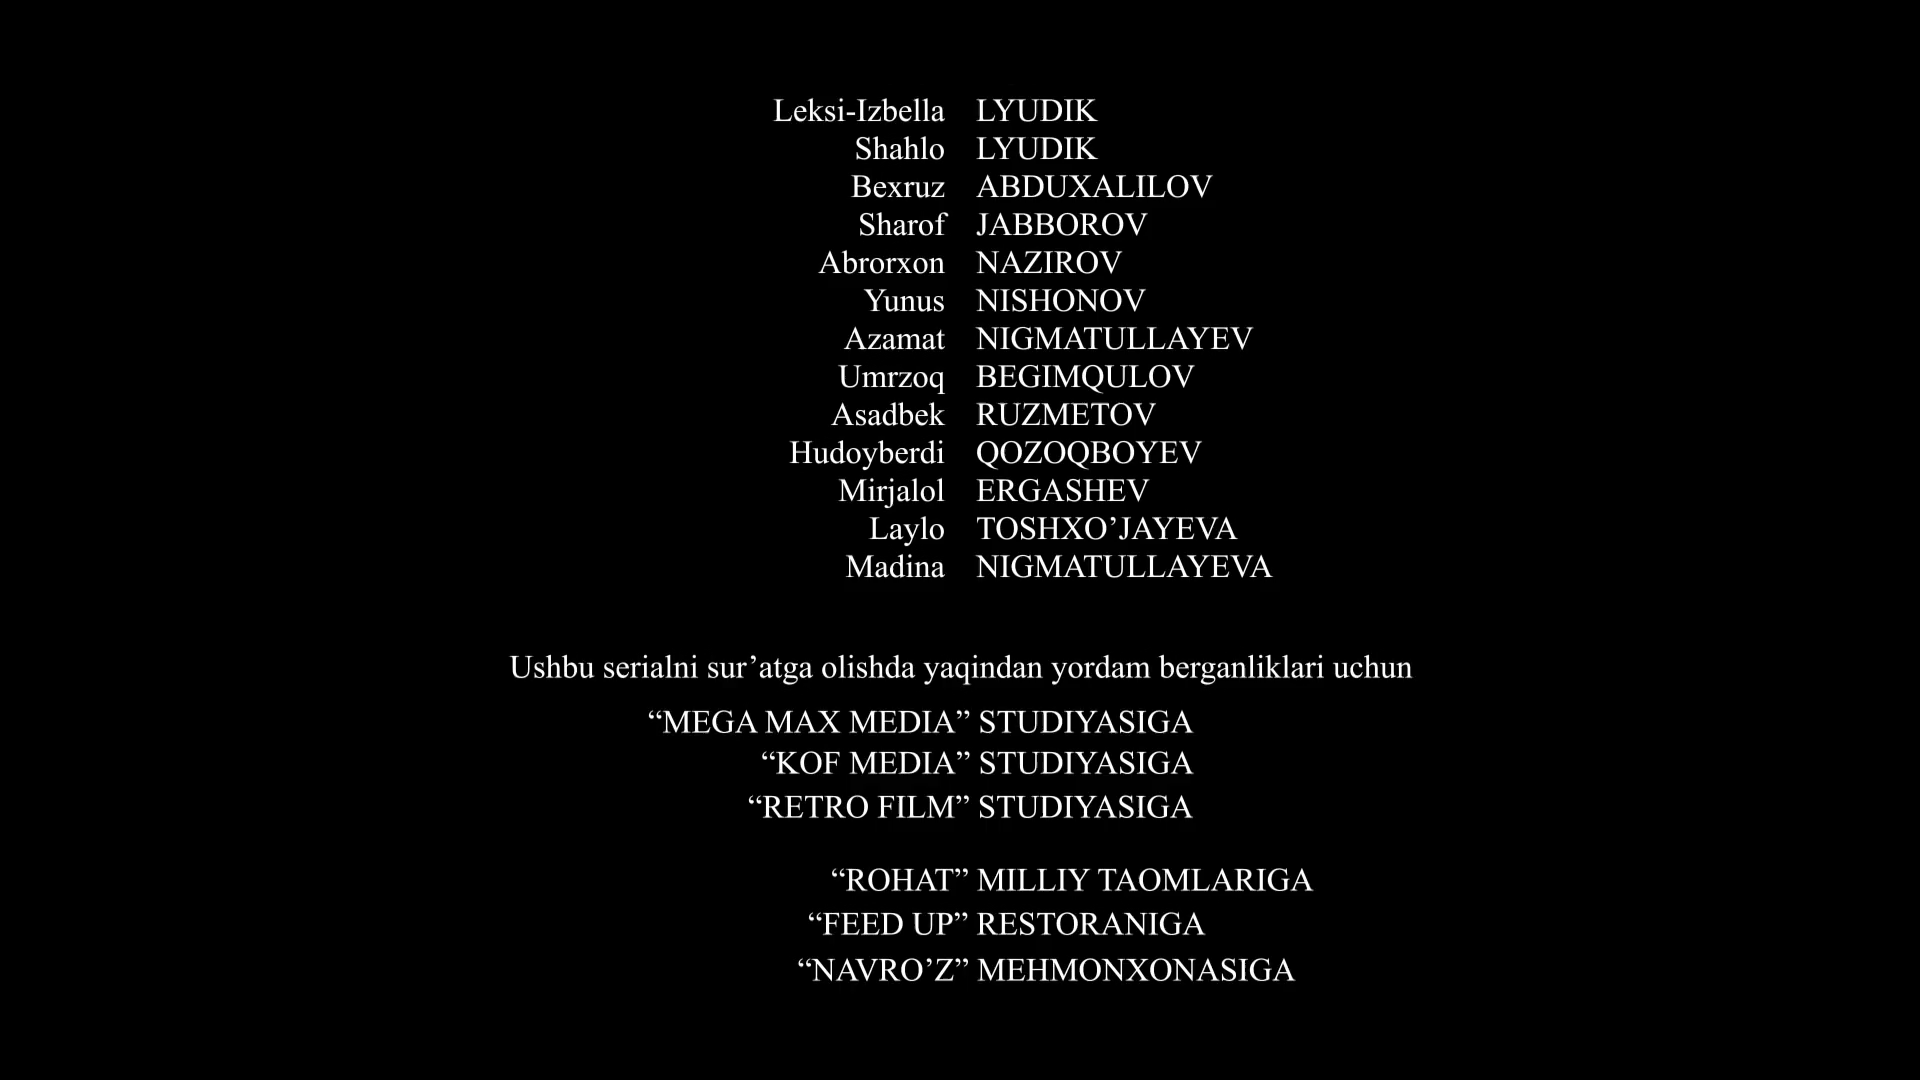 Leksi-Izbella LYUDIK
Shahlo LYUDIK
Bexruz ABDUXALILOV
Sharof JABBOROV
Abrorxon NAZIROV
Yunus NISHONOV
Azamat NIGMATULLAYEV
Umrzoq BEGIMQULOV
Asadbek RUZMETOV
Hudoyberdi QOZOQBOYEV
Mirjalol ERGASHEV
Laylo TOSHXO’JAYEVA
Madina NIGMATULLAYEVA
Ushbu serialni sur’atga olishda yaqindan yordam berganliklari uchun
“MEGA MAX MEDIA” STUDIYASIGA
“KOF MEDIA” STUDIYASIGA
“RETRO FILM” STUDIYASIGA
“ROHAT” MILLIY TAOMLARIGA
“FEED UP” RESTORANIGA
“NAVRO’Z” MEHMONXONASIGA